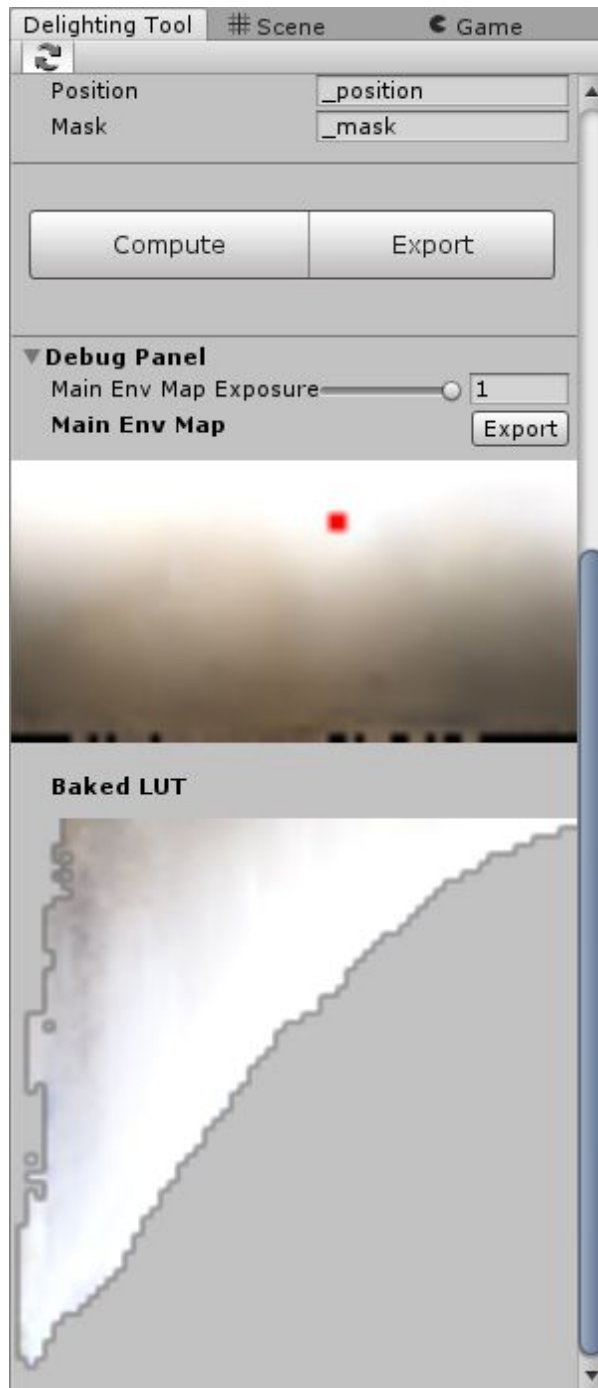 Delighting Tool # Scene Game
Position _position
Mask _mask
Compute Export
Debug Panel
Main Env Map Exposure 1
Main Env Map Export
Baked LUT